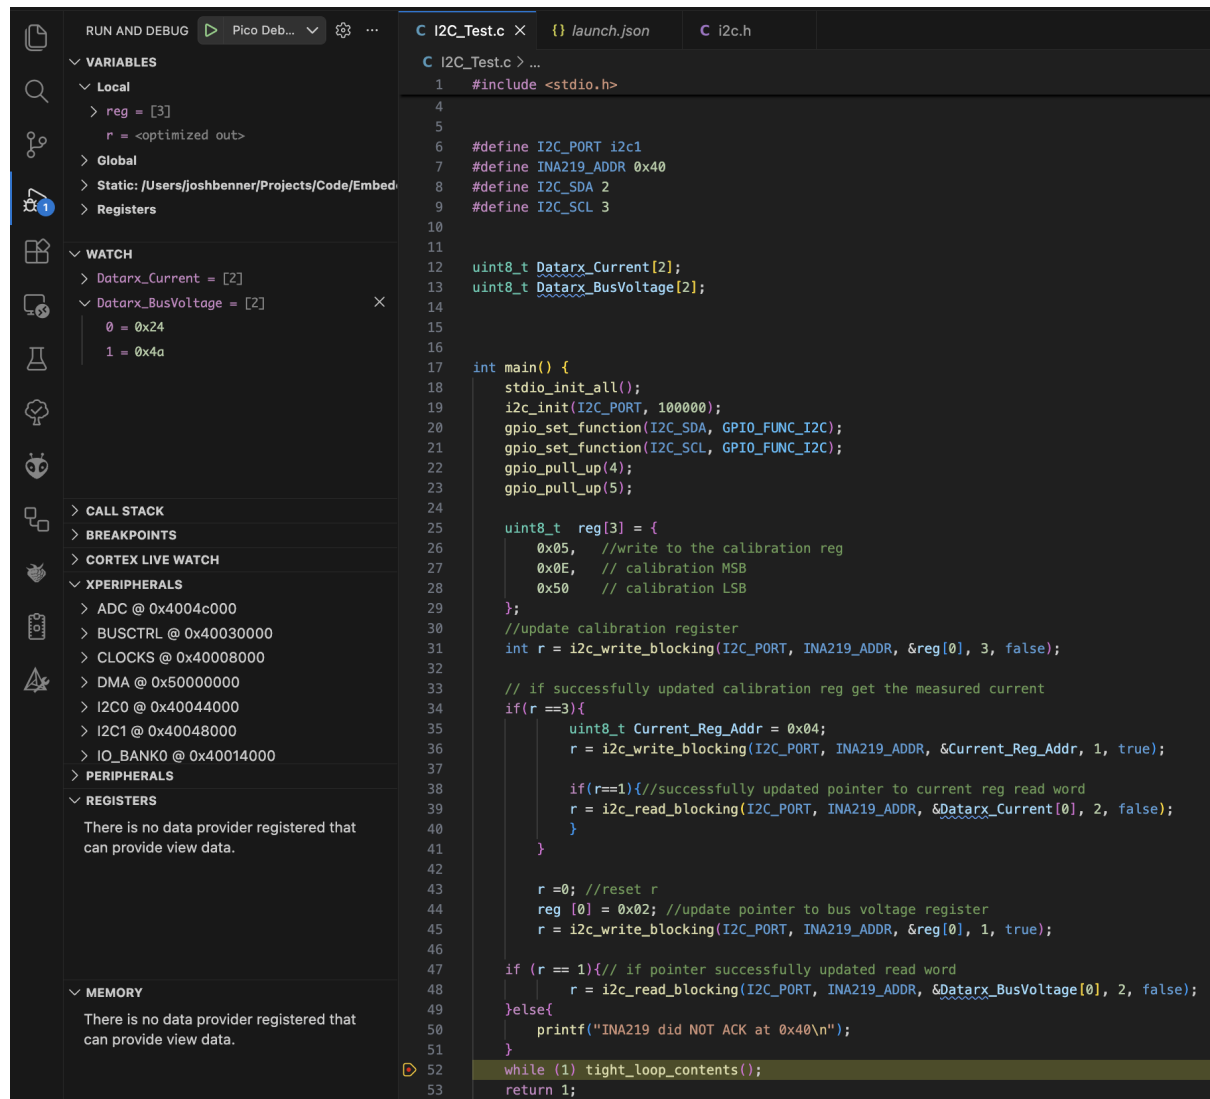 RUN AND DEBUG
Pico Deb...
VARIABLES
Local
reg = [3]
r = <optimized out>
Global
Static: /Users/joshbenner/Projects/Code/Embed
Registers
WATCH
Datarx_Current = [2]
Datarx_BusVoltage = [2]
0 = 0x24
1 = 0x4a
CALL STACK
BREAKPOINTS
CORTEX LIVE WATCH
XPERIPHERALS
ADC @ 0x4004c000
BUSCTRL @ 0x40030000
CLOCKS @ 0x40008000
DMA @ 0x50000000
I2C0 @ 0x40044000
I2C1 @ 0x40048000
IO_BANK0 @ 0x40014000
PERIPHERALS
REGISTERS
There is no data provider registered that
can provide view data.
MEMORY
There is no data provider registered that
can provide view data.
1
C I2C_Test.c
{} launch.json
C i2c.h
C I2C_Test.c > ...
1 #include <stdio.h>
4
5
6 #define I2C_PORT i2c1
7 #define INA219_ADDR 0x40
8 #define I2C_SDA 2
9 #define I2C_SCL 3
10
11
12 uint8_t Datarx_Current[2];
13 uint8_t Datarx_BusVoltage[2];
14
15
16
17 int main() {
18 stdio_init_all();
19 i2c_init(I2C_PORT, 100000);
20 gpio_set_function(I2C_SDA, GPIO_FUNC_I2C);
21 gpio_set_function(I2C_SCL, GPIO_FUNC_I2C);
22 gpio_pull_up(4);
23 gpio_pull_up(5);
24
25 uint8_t  reg[3] = {
26 0x05,   //write to the calibration reg
27 0x0E,   // calibration MSB
28 0x50    // calibration LSB
29 };
30 //update calibration register
31 int r = i2c_write_blocking(I2C_PORT, INA219_ADDR, &reg[0], 3, false);
32
33 // if successfully updated calibration reg get the measured current
34 if(r ==3){
35 uint8_t Current_Reg_Addr = 0x04;
36 r = i2c_write_blocking(I2C_PORT, INA219_ADDR, &Current_Reg_Addr, 1, true);
37
38 if(r==1){//successfully updated pointer to current reg read word
39 r = i2c_read_blocking(I2C_PORT, INA219_ADDR, &Datarx_Current[0], 2, false);
40 }
41 }
42
43 r =0; //reset r
44 reg [0] = 0x02; //update pointer to bus voltage register
45 r = i2c_write_blocking(I2C_PORT, INA219_ADDR, &reg[0], 1, true);
46
47 if (r == 1){// if pointer successfully updated read word
48 r = i2c_read_blocking(I2C_PORT, INA219_ADDR, &Datarx_BusVoltage[0], 2, false);
49 }else{
50 printf("INA219 did NOT ACK at 0x40\n");
51 }
52 while (1) tight_loop_contents();
53 return 1;